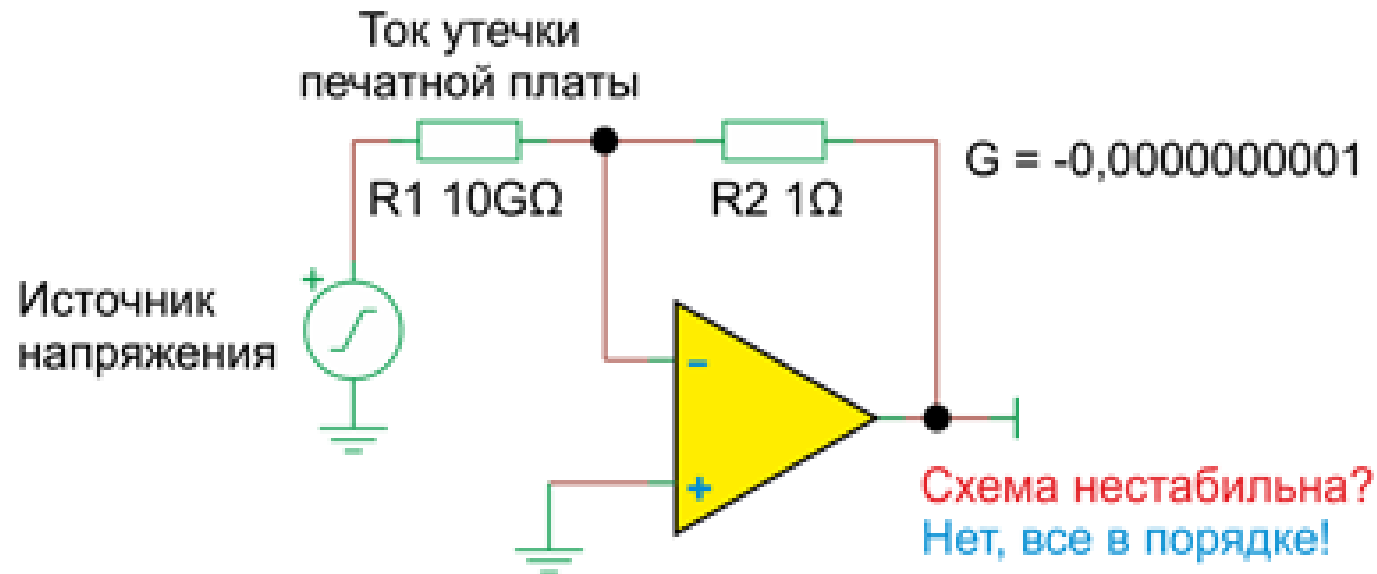 Ток утечки
печатной платы
R1 10GΩ
R2 1Ω
G = -0,0000000001
+
Источник
напряжения
-
+
Схема нестабильна?
Нет, все в порядке!